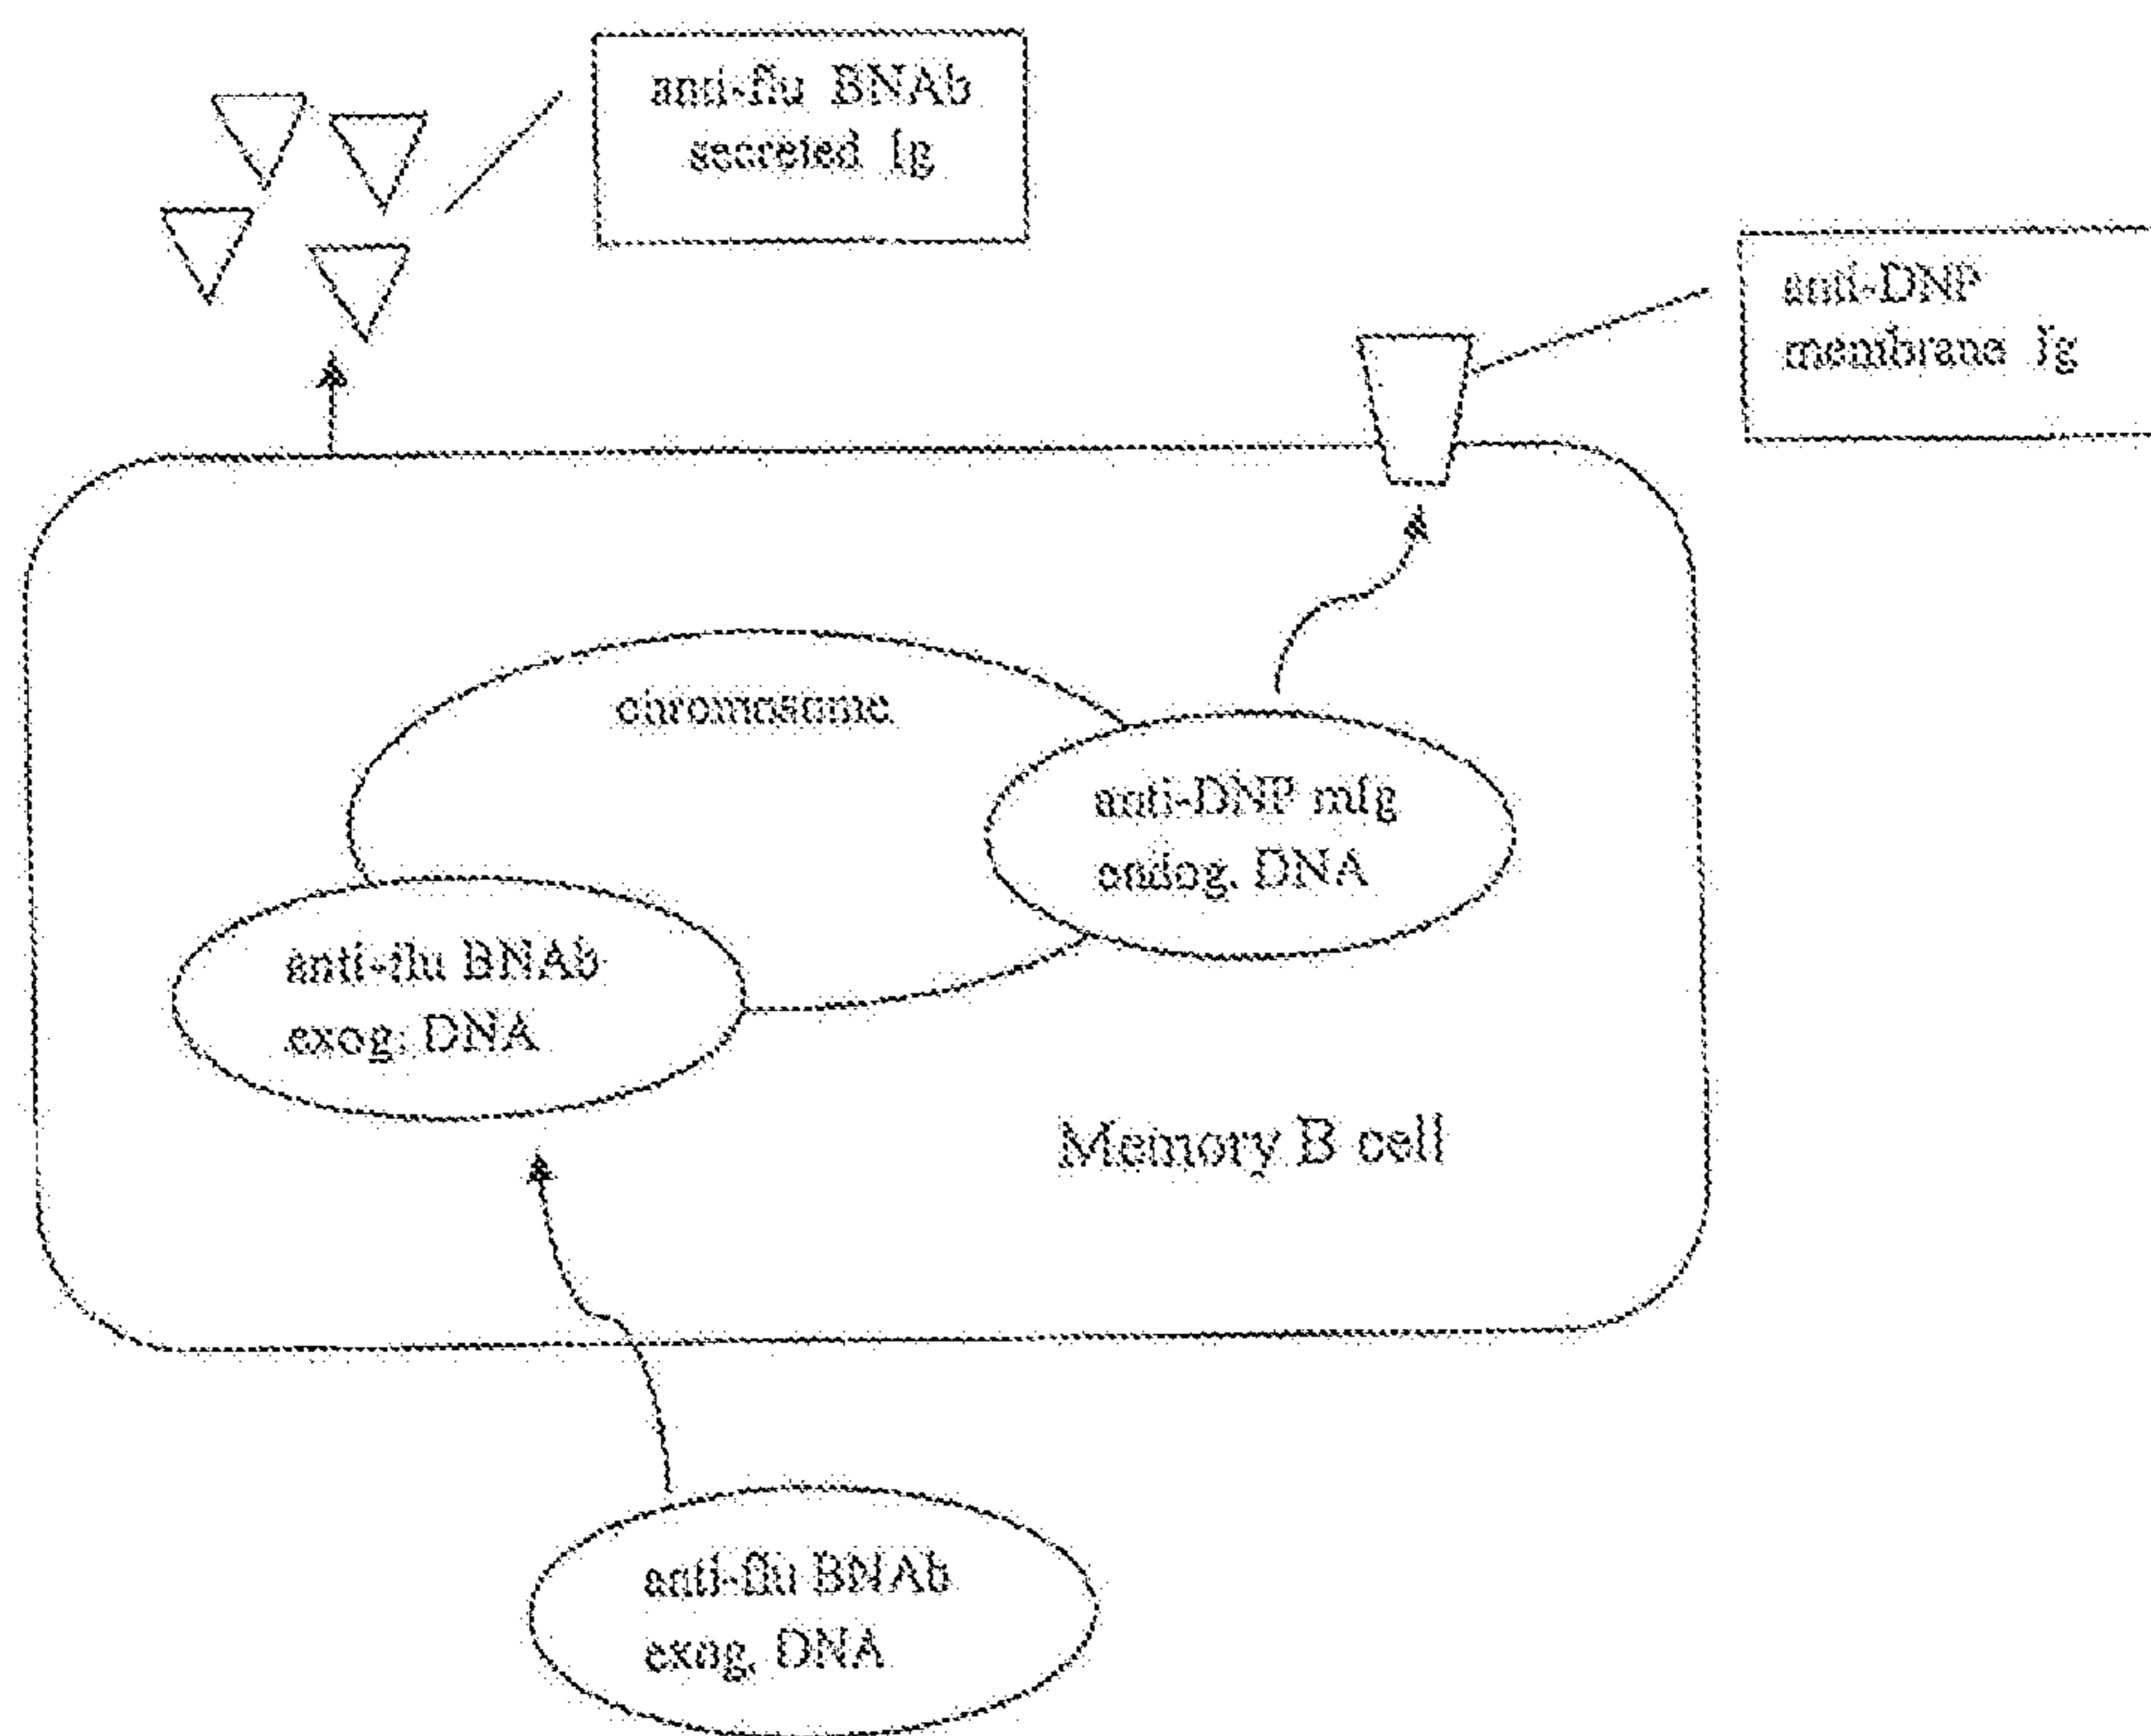 anti-flu BNAb
secreted Ig
anti-DNP
membrane Ig
chromosome
anti-DNP mIg
endog. DNA
anti-flu BNAb
exog. DNA
Memory B cell
anti-flu BNAb
exog. DNA